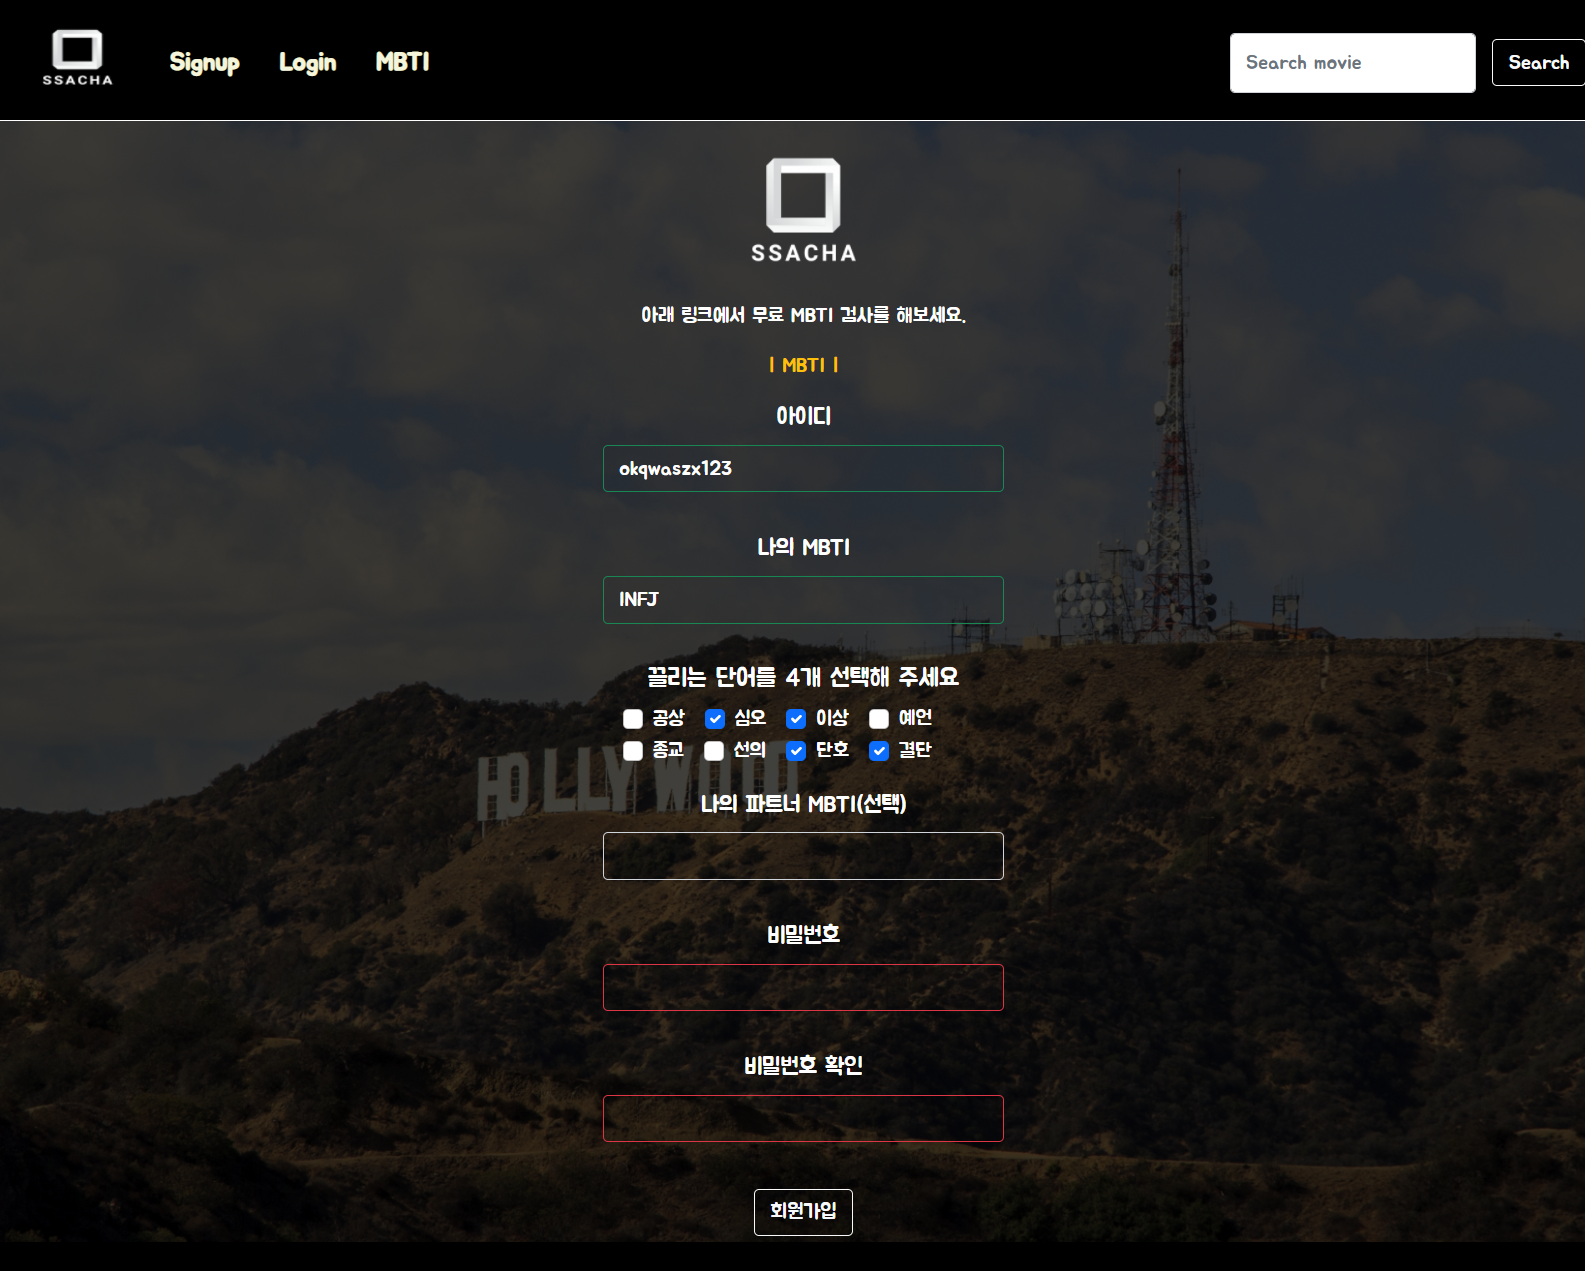 SSACHA
Signup Login MBTI
Search movie Search
SSACHA
아래 링크에서 무료 MBTI 검사를 해보세요.
| MBTI |
아이디
okqwaszx123
나의 MBTI
INFJ
끌리는 단어를 4개 선택해 주세요
공상 심오 이상 예언
종교 선의 단호 결단
HOLLYWOOD
나의 파트너 MBTI(선택)
비밀번호
비밀번호 확인
회원가입